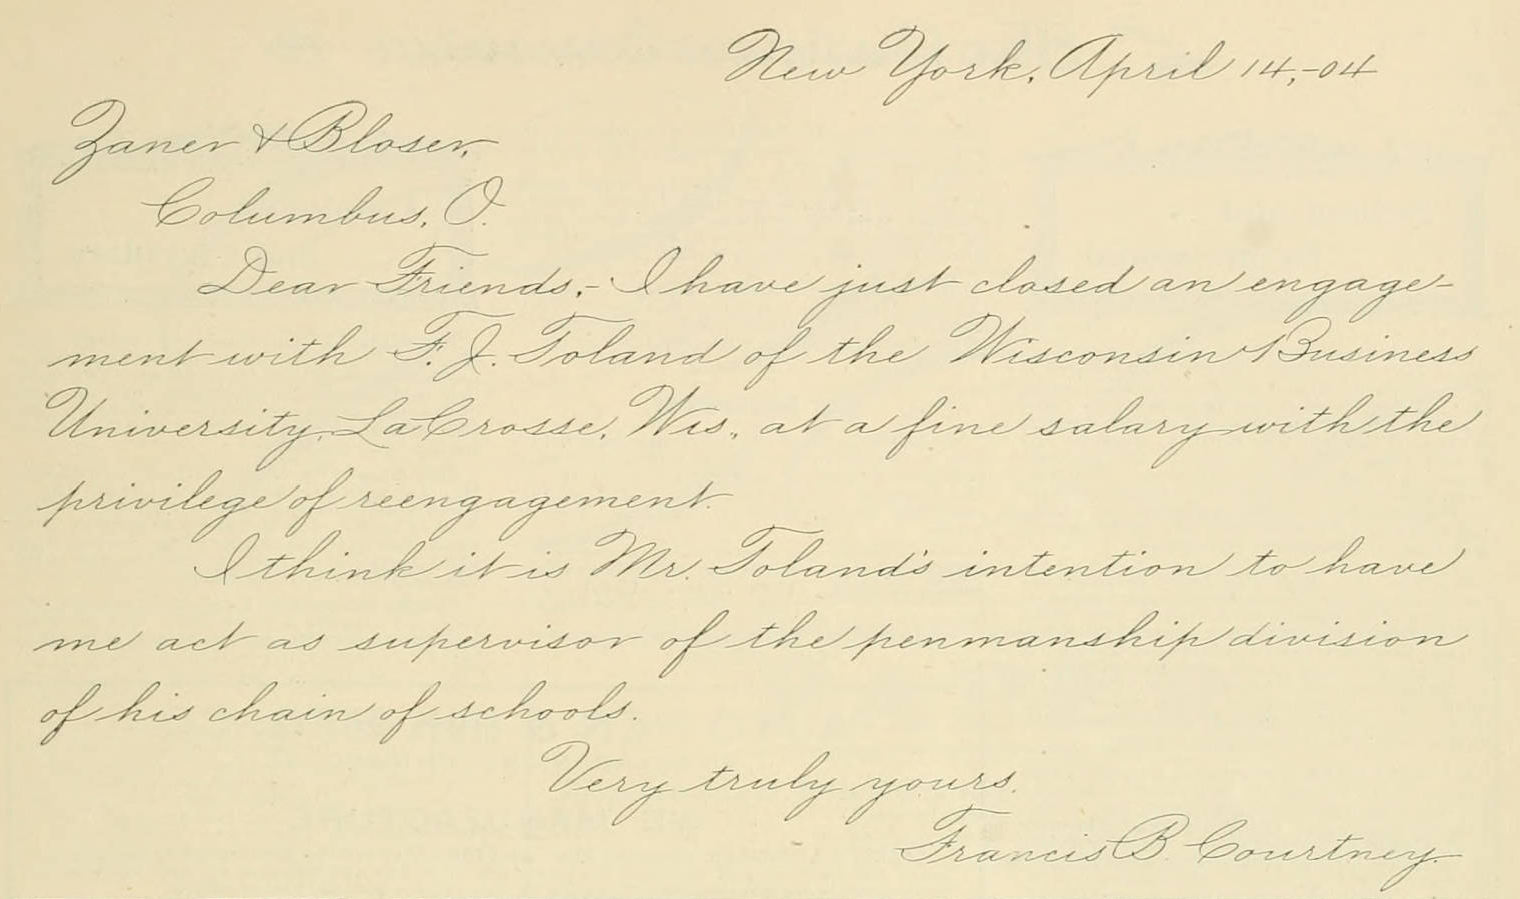 New York, April 14,-04
Zaner & Bloser,
Columbus, O.
Dear Friends,- I have just closed an engage-
ment with F. J. Toland of the Wisconsin Business
University, La Crosse, Wis., at a fine salary with the
privilege of reengagement.
I think it is Mr. Toland's intention to have
me act as supervisor of the penmanship division
of his chain of schools.
Very truly yours,
Francis B. Courtney.